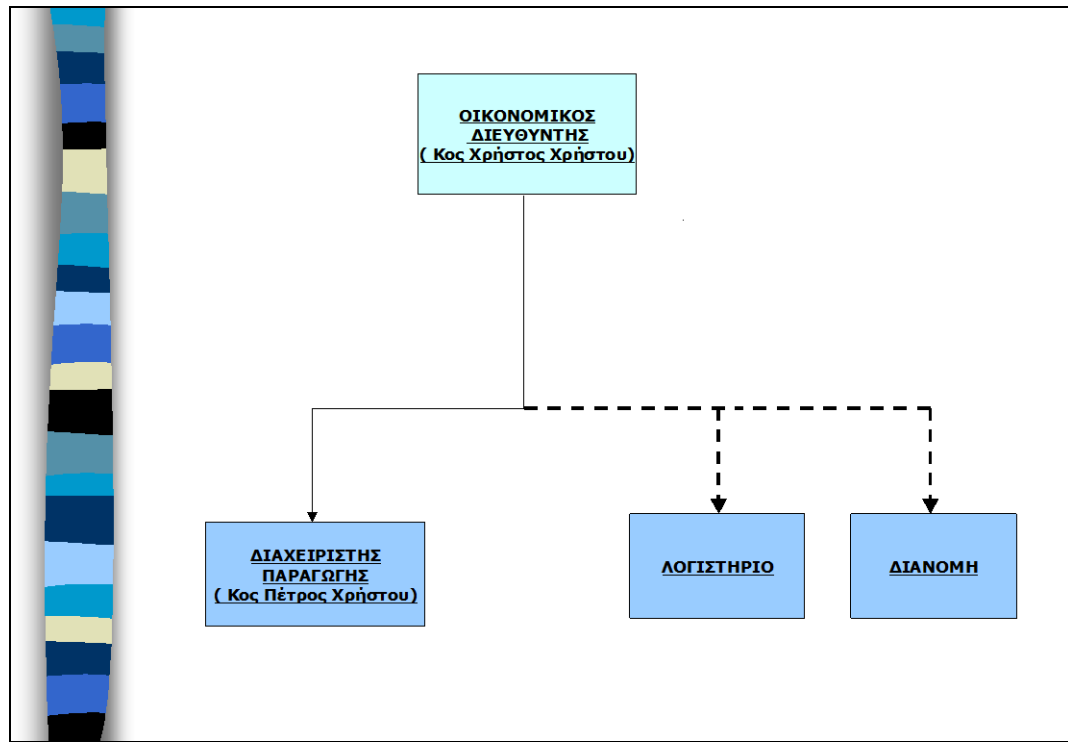 ΟΙΚΟΝΟΜΙΚΟΣ
ΔΙΕΥΘΥΝΤΗΣ
( Κος Χρήστος Χρήστου)
ΔΙΑΧΕΙΡΙΣΤΗΣ
ΠΑΡΑΓΩΓΗΣ
( Κος Πέτρος Χρήστου)
ΛΟΓΙΣΤΗΡΙΟ
ΔΙΑΝΟΜΗ